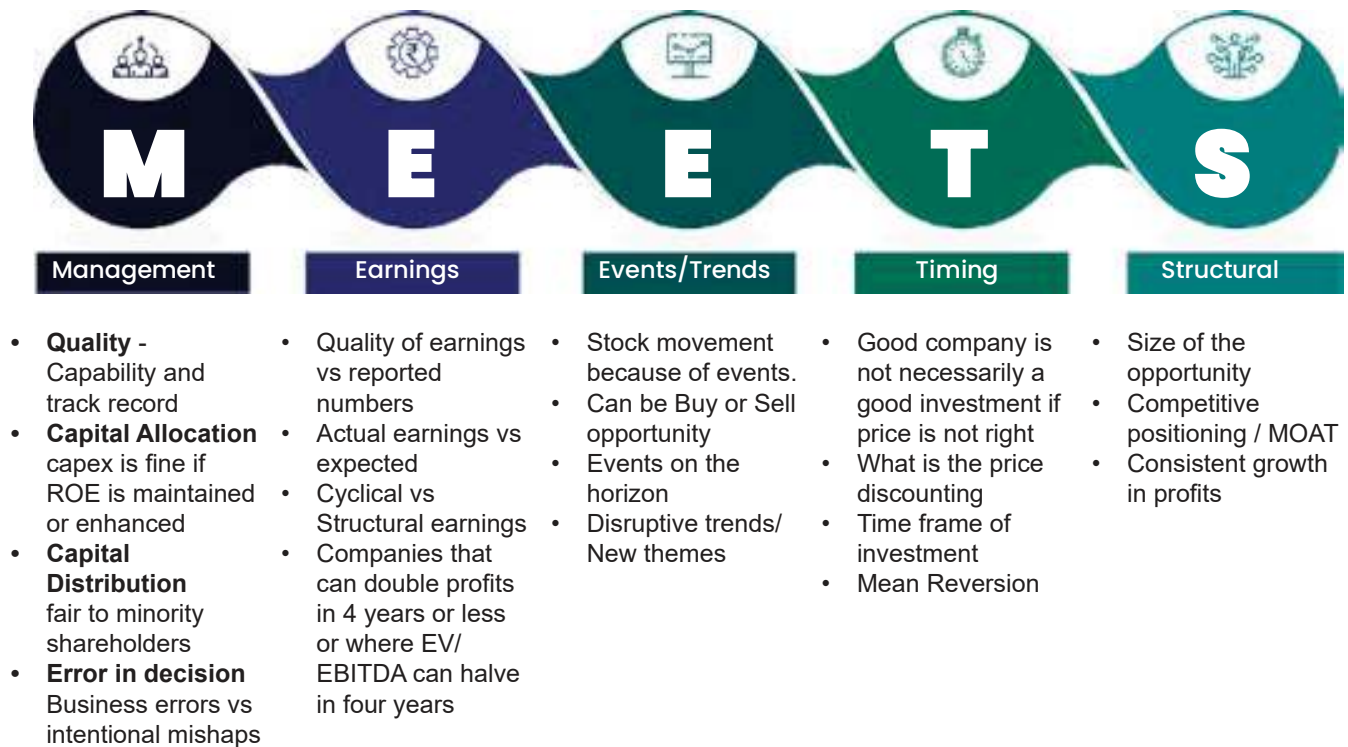 M E E T S
Management Earnings Events/Trends Timing Structural
• Quality -
Capability and
track record
• Capital Allocation
capex is fine if
ROE is maintained
or enhanced
• Capital
Distribution
fair to minority
shareholders
• Error in decision
Business errors vs
intentional mishaps
• Quality of earnings
vs reported
numbers
• Actual earnings vs
expected
• Cyclical vs
Structural earnings
• Companies that
can double profits
in 4 years or less
or where EV/
EBITDA can halve
in four years
• Stock movement
because of events.
• Can be Buy or Sell
opportunity
• Events on the
horizon
• Disruptive trends/
New themes
• Good company is
not necessarily a
good investment if
price is not right
• What is the price
discounting
• Time frame of
investment
• Mean Reversion
• Size of the
opportunity
• Competitive
positioning / MOAT
• Consistent growth
in profits